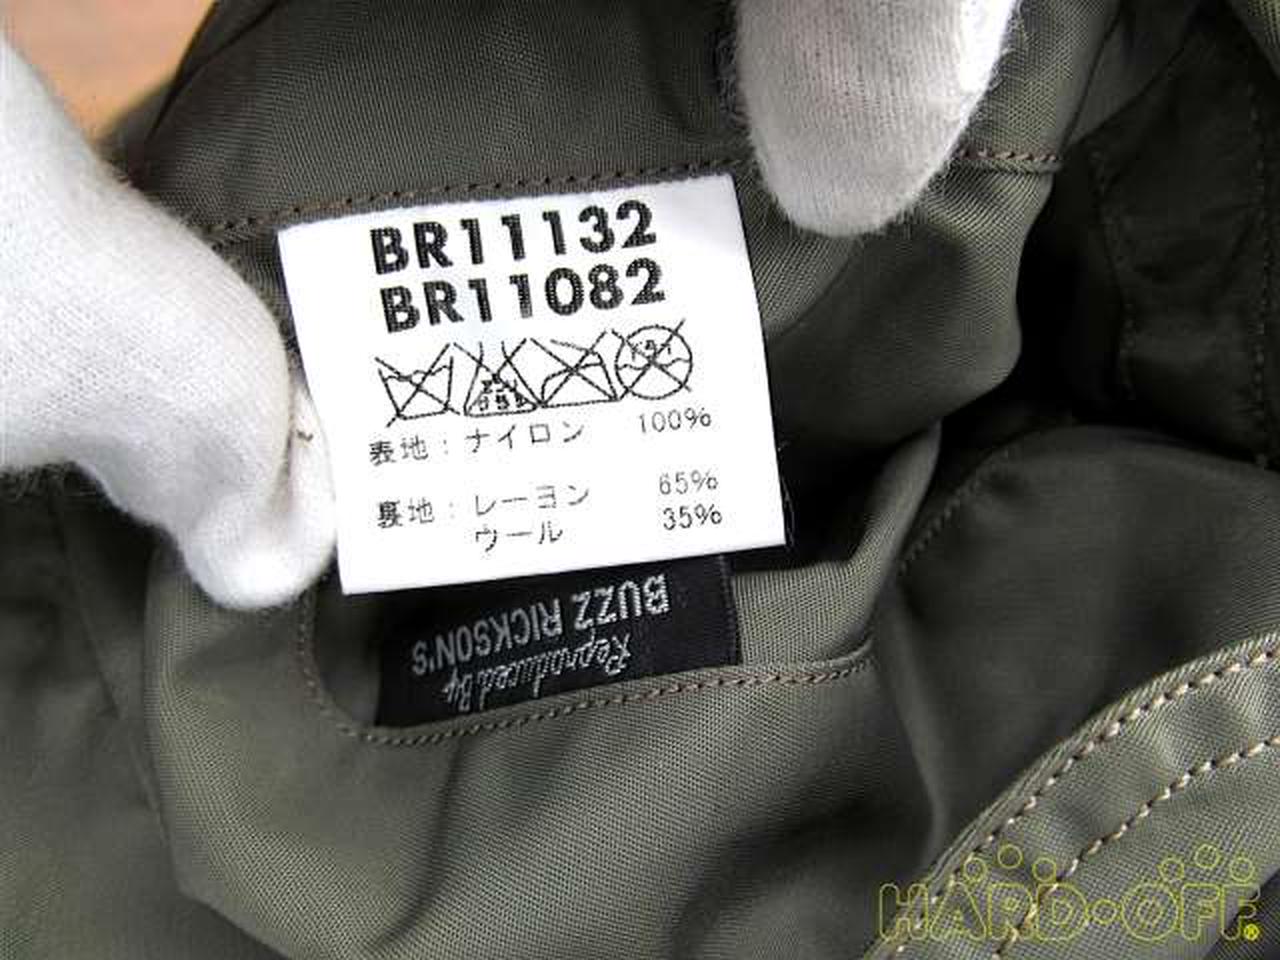 BR11132
BR11082
表地：ナイロン 100%
裏地：レーヨン 65%
ウール 35%
Reproduced By
BUZZ RICKSON'S
HARD·OFF®